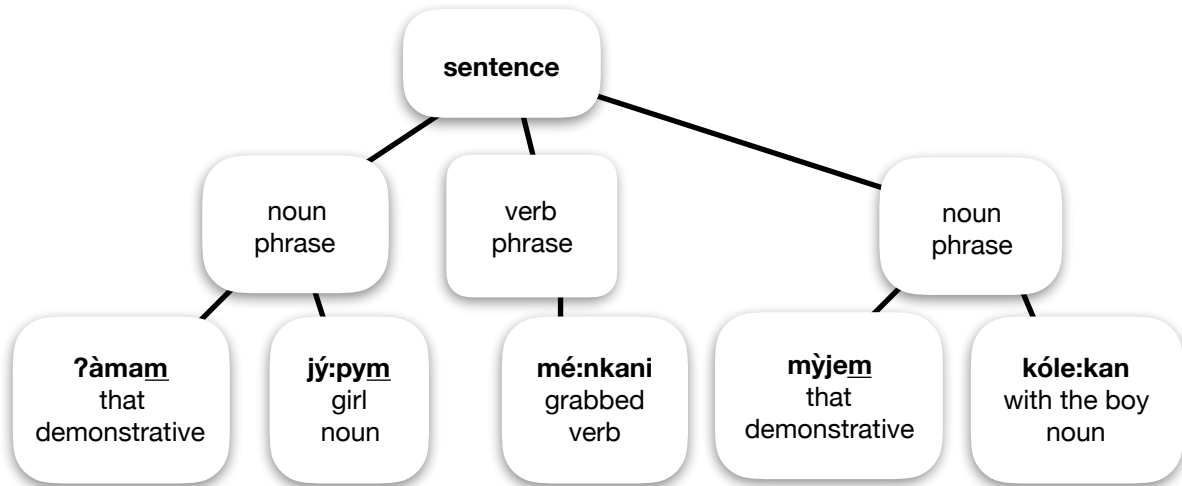 sentence
noun
phrase
verb
phrase
noun
phrase
ʔàmam
that
demonstrative
jý:pym
girl
noun
mé:nkani
grabbed
verb
mỳjem
that
demonstrative
kóle:kan
with the boy
noun